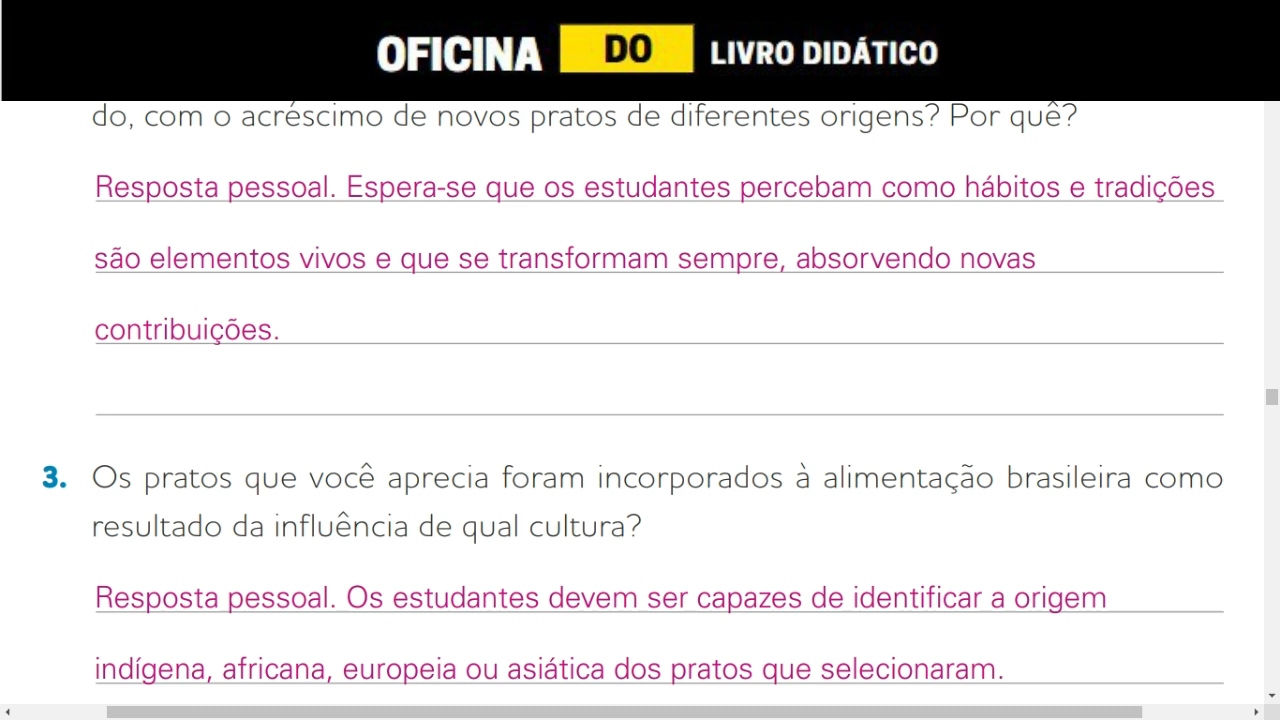 OFICINA DO LIVRO DIDÁTICO
do, com o acréscimo de novos pratos de diferentes origens? Por quê?
Resposta pessoal. Espera-se que os estudantes percebam como hábitos e tradições
são elementos vivos e que se transformam sempre, absorvendo novas
contribuições.
3. Os pratos que você aprecia foram incorporados à alimentação brasileira como
resultado da influência de qual cultura?
Resposta pessoal. Os estudantes devem ser capazes de identificar a origem
indígena, africana, europeia ou asiática dos pratos que selecionaram.